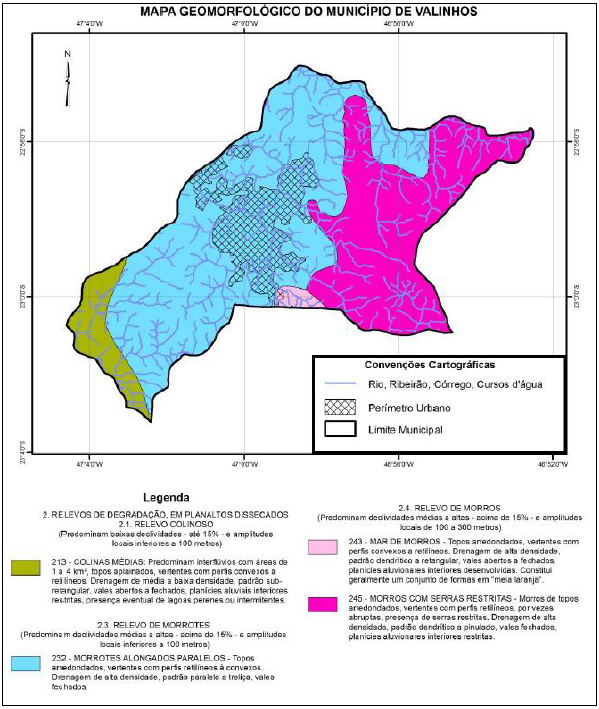 MAPA GEOMORFOLÓGICO DO MUNICÍPIO DE VALINHOS
47°4'0"W
47°0'0"W
46°56'0"W
N
22°56'0"S
22°56'0"S
23°0'0"S
23°0'0"S
Convenções Cartográficas
Rio, Ribeirão, Córrego, Cursos d'água
Perímetro Urbano
Limite Municipal
47°4'0"W
47°0'0"W
46°56'0"W
46°52'0"W
Legenda
2. RELEVOS DE DEGRADAÇÃO, EM PLANALTOS DISSECADOS
2.1. RELEVO COLINOSO
(Predominam baixas declividades - até 15% - e amplitudes
locais inferiores a 100 metros)
213 - COLINAS MÉDIAS: Predominam interflúvios com áreas de
1 a 4 km², topos aplainados, vertentes com perfis convexos a
retilíneos. Drenagem de média a baixa densidade, padrão sub-
retangular, vales abertos a fechados, planícies aluviais interiores
restritas, presença eventual de lagoas perenes ou intermitentes.
2.3. RELEVO DE MORROTES
(Predominam declividades médias a altas - acima de 15% - e amplitudes
locais inferiores a 100 metros)
232 - MORROTES ALONGADOS PARALELOS - Topos
arredondados, vertentes com perfis retilíneos à convexos.
Drenagem de alta densidade, padrão paralelo a treliça, vales
fechados.
2.4. RELEVO DE MORROS
(Predominam declividades médias a altas - acima de 15% - e amplitudes
locais de 100 a 300 metros)
243 - MAR DE MORROS - Topos arredondados, vertentes com
perfis convexos a retilíneos. Drenagem de alta densidade,
padrão dendrítico a retangular, vales abertos a fechados,
planícies aluvionares interiores desenvolvidas. Constitui
geralmente um conjunto de formas em "meia laranja".
245 - MORROS COM SERRAS RESTRITAS - Morros de topos
arredondados, vertentes com perfis retilíneos, por vezes
abruptas, presença de serras restritas. Drenagem de alta
densidade, padrão dendrítico a pinulado, vales fechados,
planícies aluvionares interiores restritas.